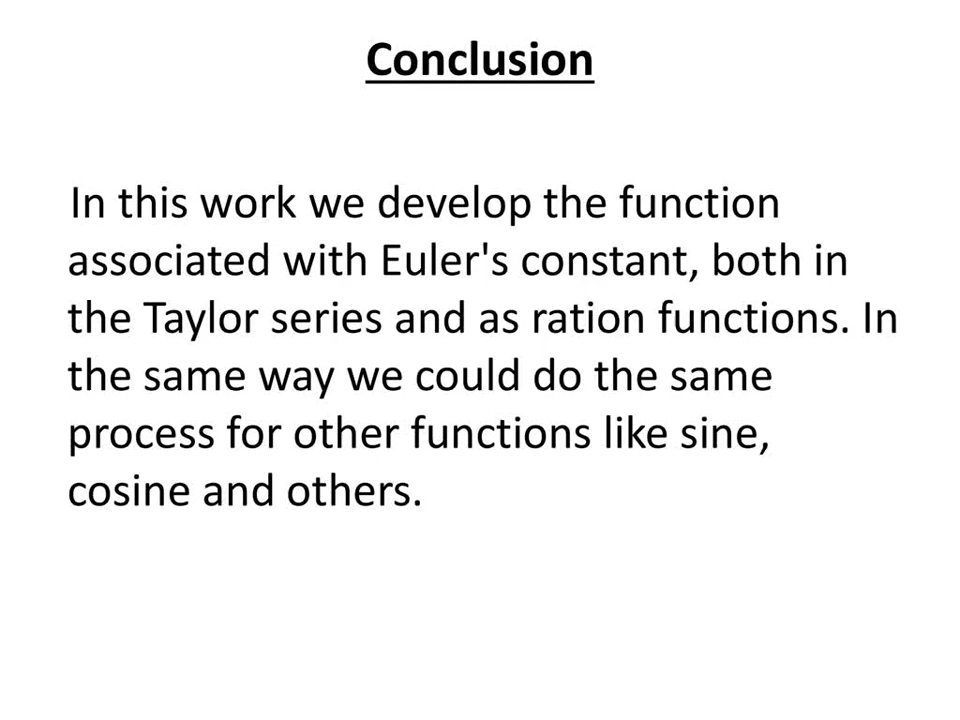 Conclusion
In this work we develop the function
associated with Euler's constant, both in
the Taylor series and as ration functions. In
the same way we could do the same
process for other functions like sine,
cosine and others.